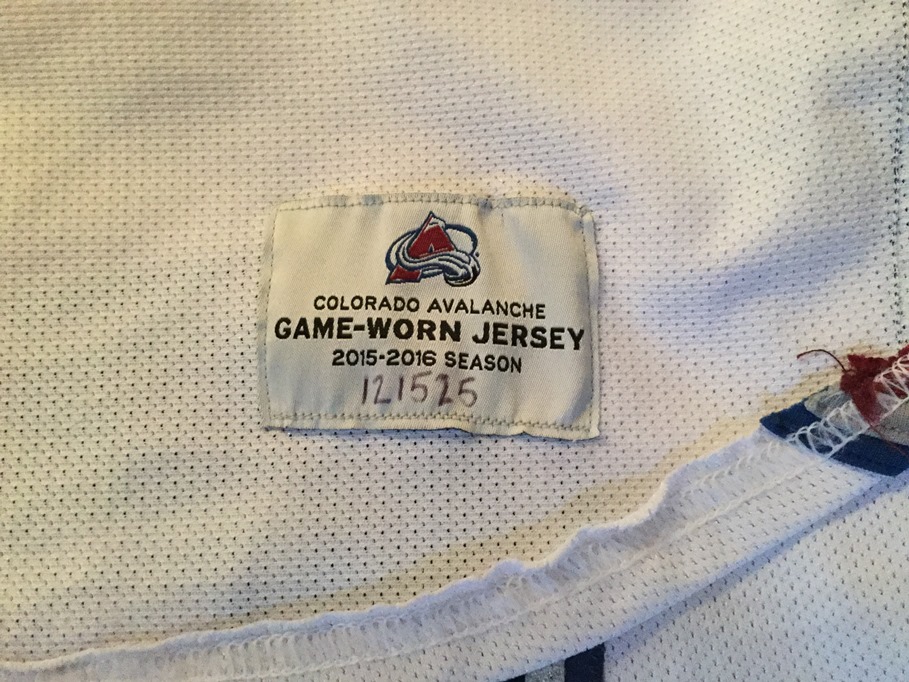 COLORADO AVALANCHE
GAME-WORN JERSEY
2015-2016 SEASON
121525